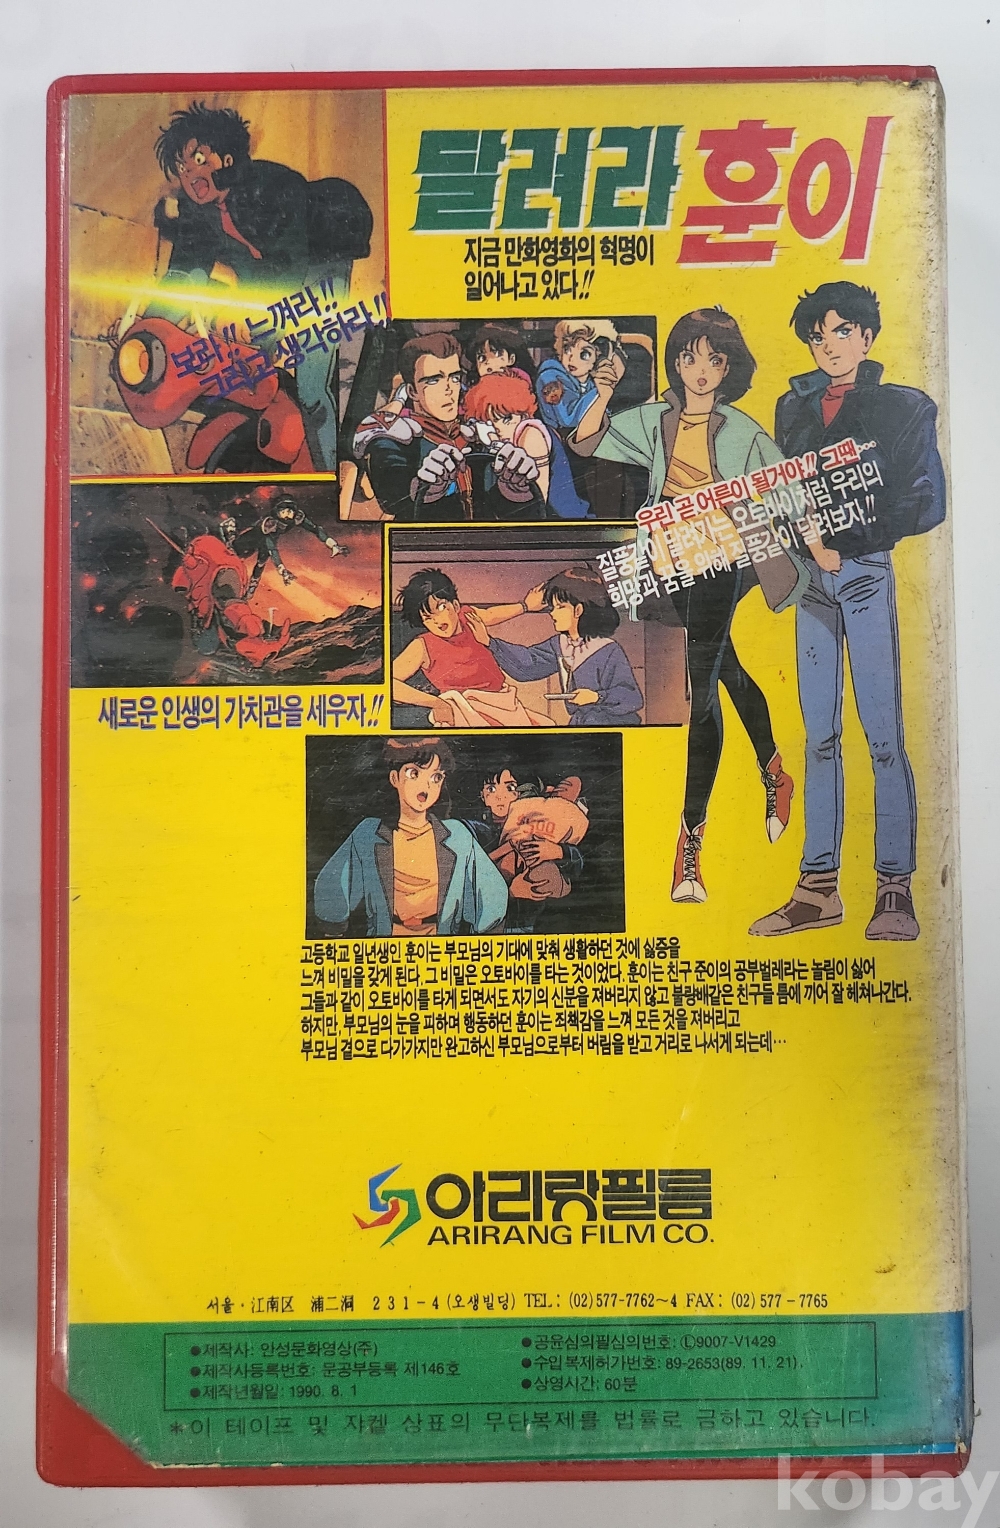 달려라 훈이
지금 만화영화의 혁명이
일어나고 있다!!
보라!! 느껴라!!
그리고 생각하라!!
우린 곧 어른이 될거야!! 그땐…
질풍같이 달려가는 오토바이처럼 우리의
희망과 꿈을 위해 질풍같이 달려보자!!
새로운 인생의 가치관을 세우자!!
500
고등학교 일년생인 훈이는 부모님의 기대에 맞춰 생활하던 것에 싫증을
느껴 비밀을 갖게 된다. 그 비밀은 오토바이를 타는 것이었다. 훈이는 친구 준이의 공부벌레라는 놀림이 싫어
그들과 같이 오토바이를 타게 되면서도 자기의 신분을 져버리지 않고 불량배같은 친구들 틈에 끼어 잘 헤쳐나간다.
하지만, 부모님의 눈을 피하며 행동하던 훈이는 죄책감을 느껴 모든 것을 져버리고
부모님 곁으로 다가가지만 완고하신 부모님으로부터 버림을 받고 거리로 나서게 되는데…
아리랑필름
ARIRANG FILM CO.
서울·江南区 浦二洞 231-4(오생빌딩) TEL: (02)577-7762~4 FAX: (02) 577-7765
●제작사: 안성문화영상(주)
●제작사등록번호: 문공부등록 제146호
●제작년월일: 1990. 8. 1
●공윤심의필심의번호: Ⓛ9007-V1429
●수입복제허가번호: 89-2653(89. 11. 21).
●상영시간: 60분
*이 테이프 및 자켙 상표의 무단복제를 법률로 금하고 있습니다.
kobay